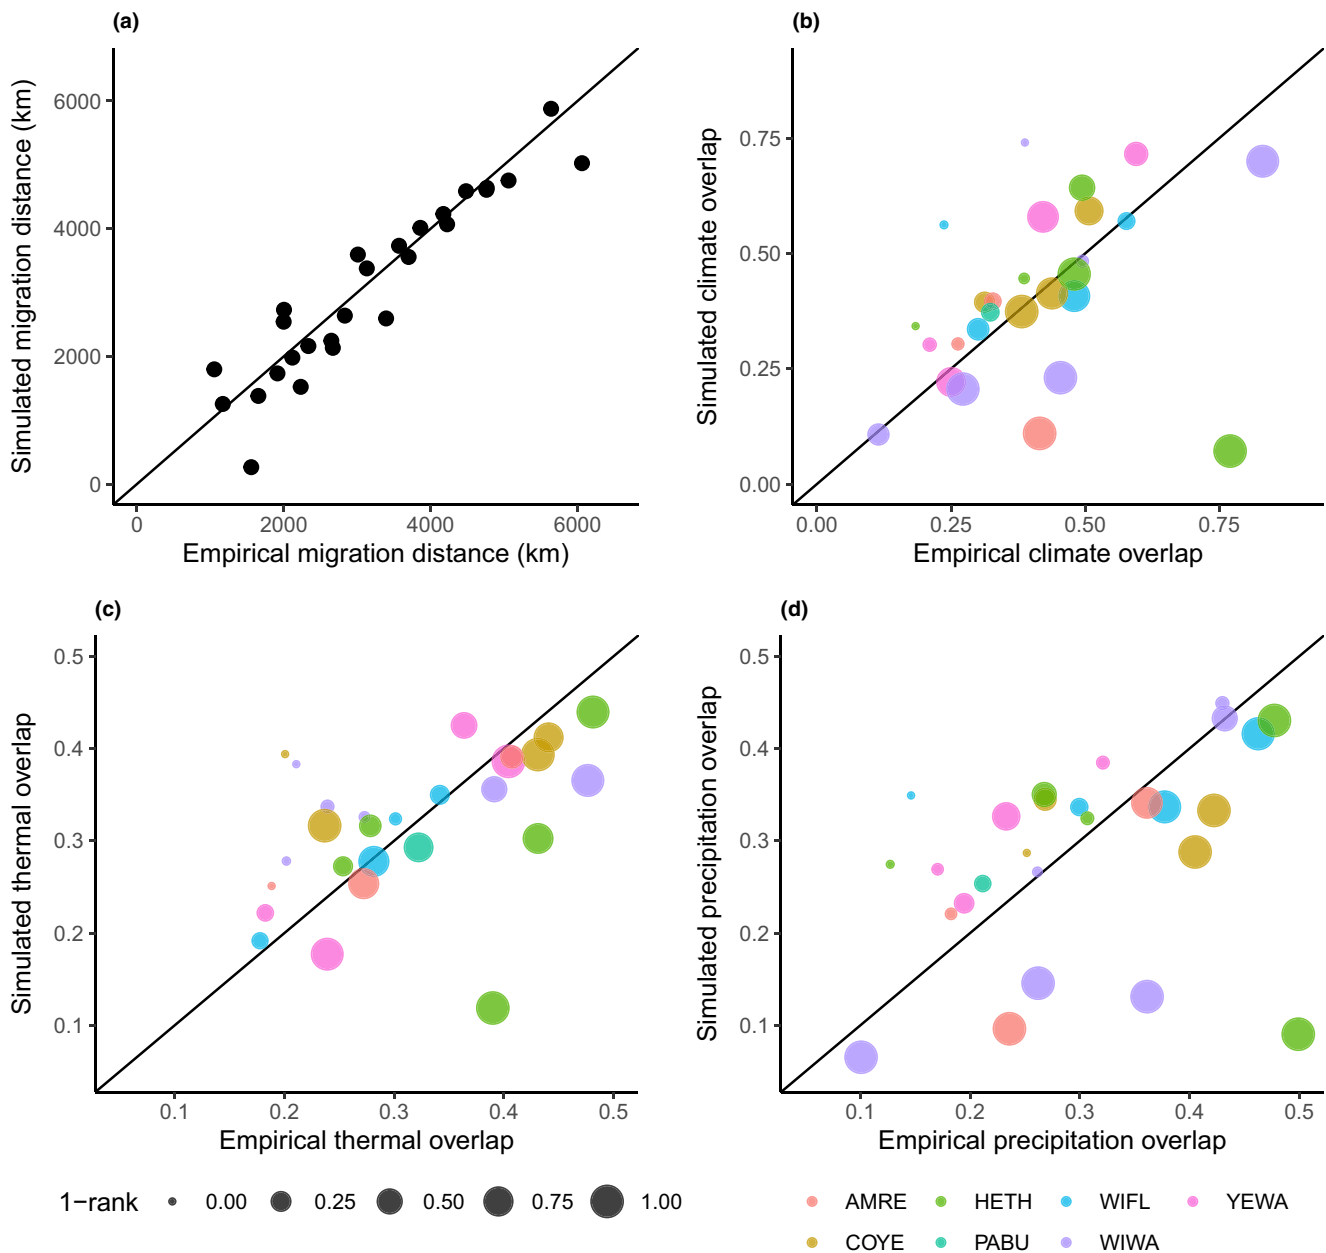 (a)
Simulated migration distance (km)
6000
4000
2000
0
0 2000 4000 6000
Empirical migration distance (km)
(b)
Simulated climate overlap
0.75
0.50
0.25
0.00
0.00 0.25 0.50 0.75
Empirical climate overlap
(c)
Simulated thermal overlap
0.5
0.4
0.3
0.2
0.1
0.1 0.2 0.3 0.4 0.5
Empirical thermal overlap
(d)
Simulated precipitation overlap
0.5
0.4
0.3
0.2
0.1
0.1 0.2 0.3 0.4 0.5
Empirical precipitation overlap
1−rank 0.00 0.25 0.50 0.75 1.00
AMRE HETH WIFL YEWA
COYE PABU WIWA